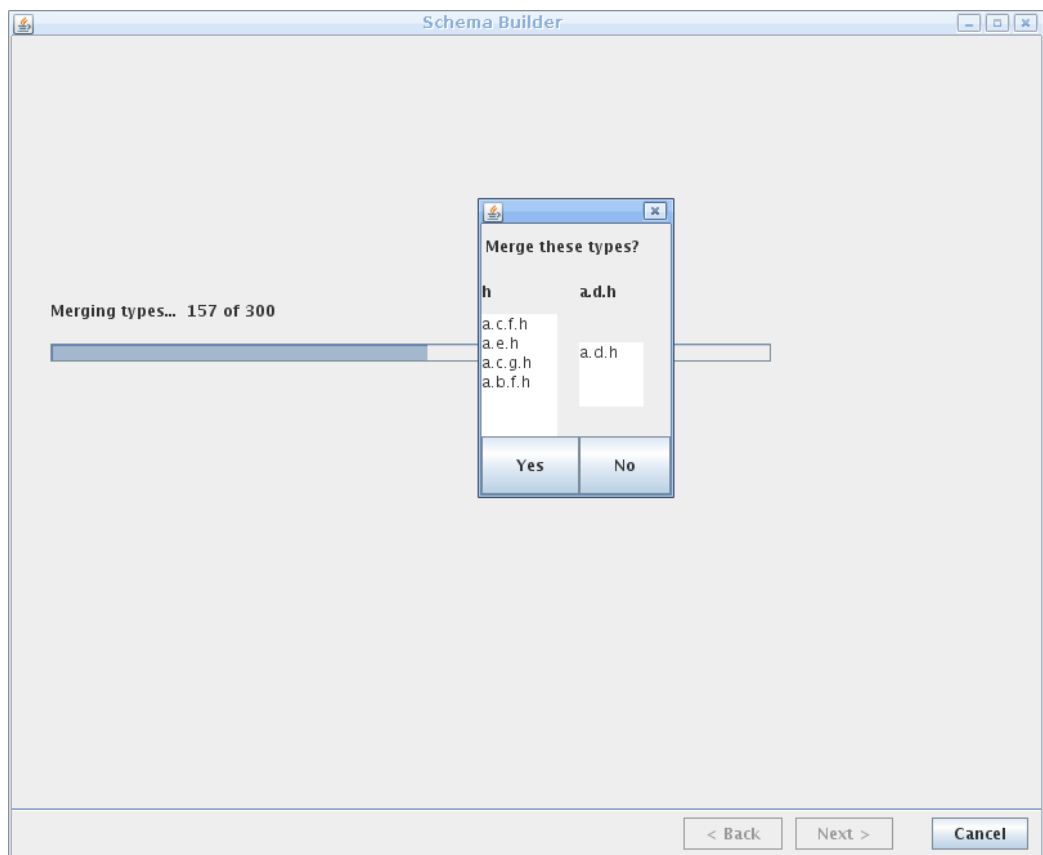 Schema Builder
Merge these types?
h a.d.h
Merging types... 157 of 300
a.c.f.h
a.e.h
a.c.g.h
a.b.f.h
a.d.h
Yes No
< Back Next > Cancel